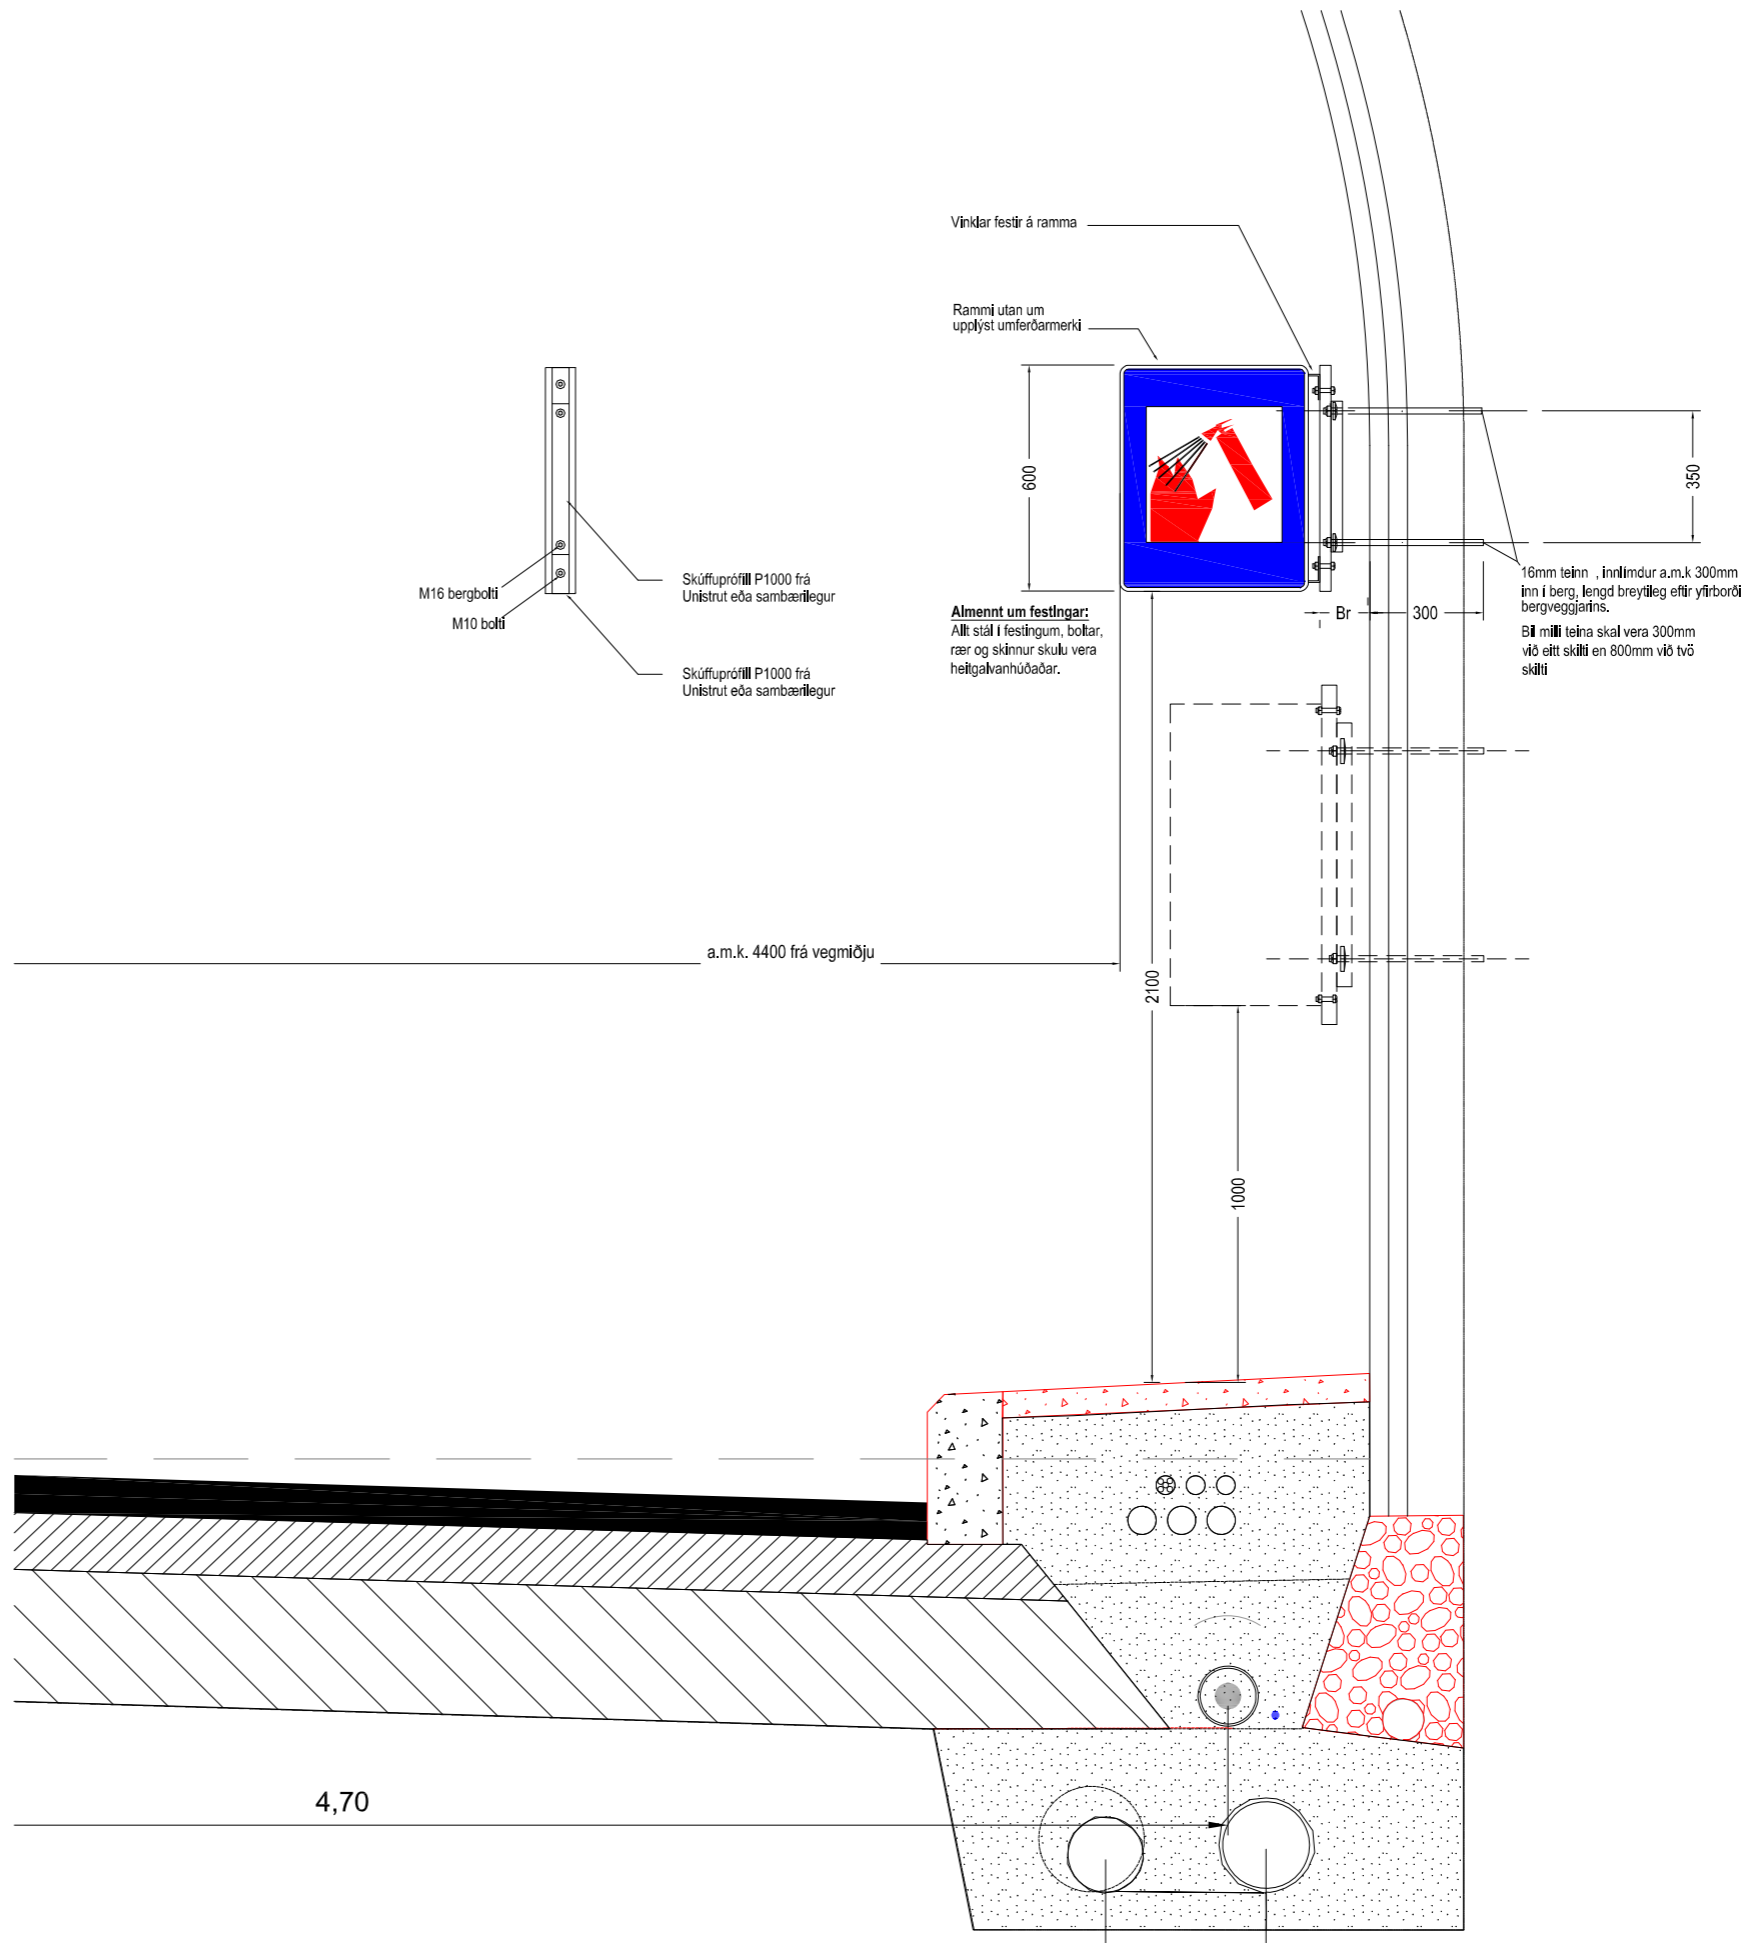 Vinklar festir á ramma
Rammi utan um
upplýst umferðarmerki
600
350
M16 bergbolti
M10 bolti
Skúffuprófíll P1000 frá
Unistrut eða sambærilegur
Skúffuprófíll P1000 frá
Unistrut eða sambærilegur
Almennt um festingar:
Allt stál í festingum, boltar,
rær og skinnur skulu vera
heitgalvanhúðaðar.
Br
300
16mm teinn , innlímdur a.m.k 300mm
inn í berg, lengd breytileg eftir yfirborði
bergveggjarins.
Bil milli teina skal vera 300mm
við eitt skilti en 800mm við tvö
skilti
a.m.k. 4400 frá vegmiðju
2100
1000
4,70